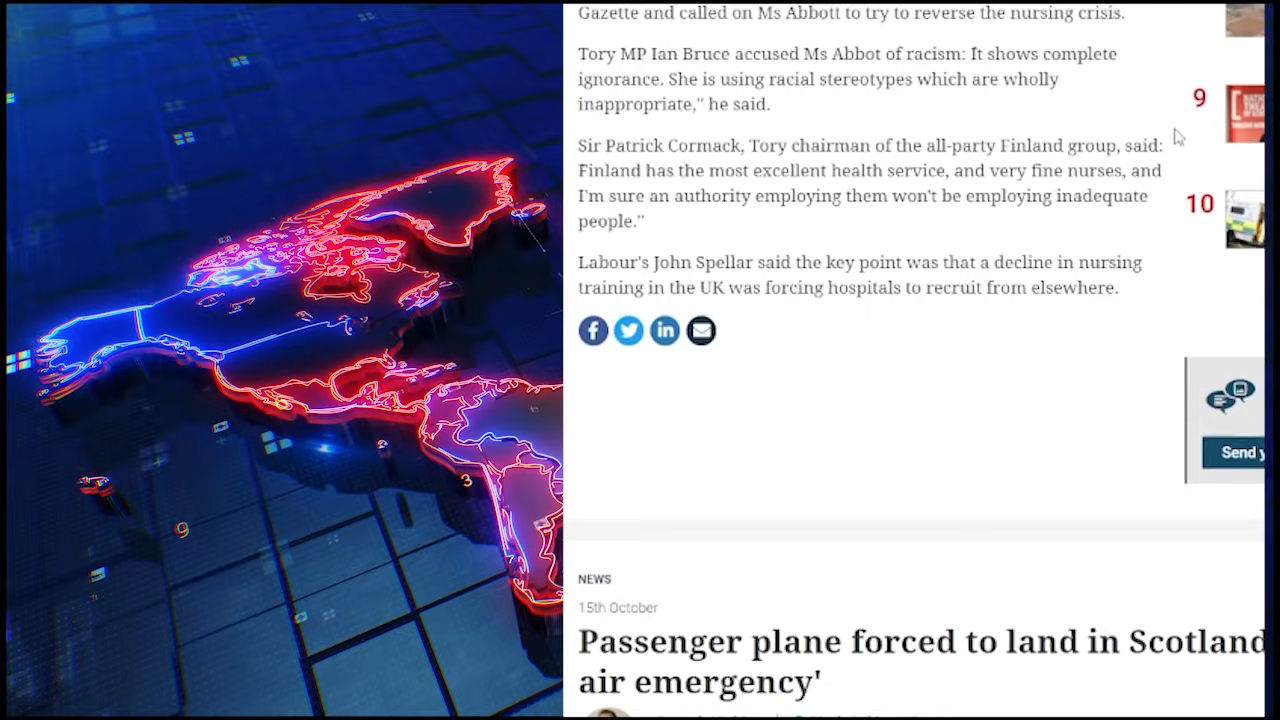 Gazette and called on Ms Abbott to try to reverse the nursing crisis.
Tory MP Ian Bruce accused Ms Abbot of racism: It shows complete
ignorance. She is using racial stereotypes which are wholly
inappropriate,'' he said.
Sir Patrick Cormack, Tory chairman of the all-party Finland group, said:
Finland has the most excellent health service, and very fine nurses, and
I'm sure an authority employing them won't be employing inadequate
people.''
Labour's John Spellar said the key point was that a decline in nursing
training in the UK was forcing hospitals to recruit from elsewhere.
9
10
Send y
NEWS
15th October
Passenger plane forced to land in Scotland
air emergency'
3
9